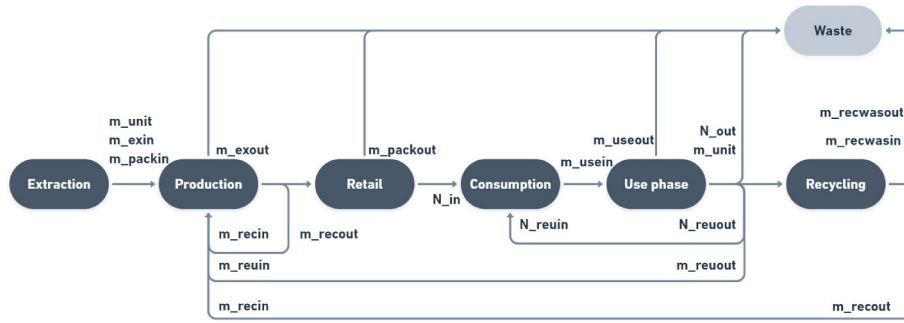 Waste
m_unit
m_exin
m_packin
m_exout
m_packout
m_useout
m_usein
N_out
m_unit
m_recwasout
m_recwasin
Extraction
Production
Retail
Consumption
Use phase
Recycling
N_in
m_recin
m_recout
N_reuin
N_reuout
m_reuin
m_reuout
m_recin
m_recout